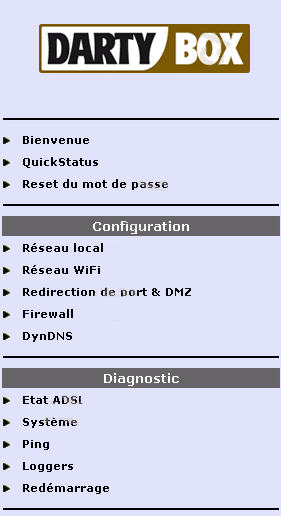 DARTY BOX
Bienvenue
QuickStatus
Reset du mot de passe
Configuration
Réseau local
Réseau WiFi
Redirection de port & DMZ
Firewall
DynDNS
Diagnostic
Etat ADSL
Système
Ping
Loggers
Redémarrage